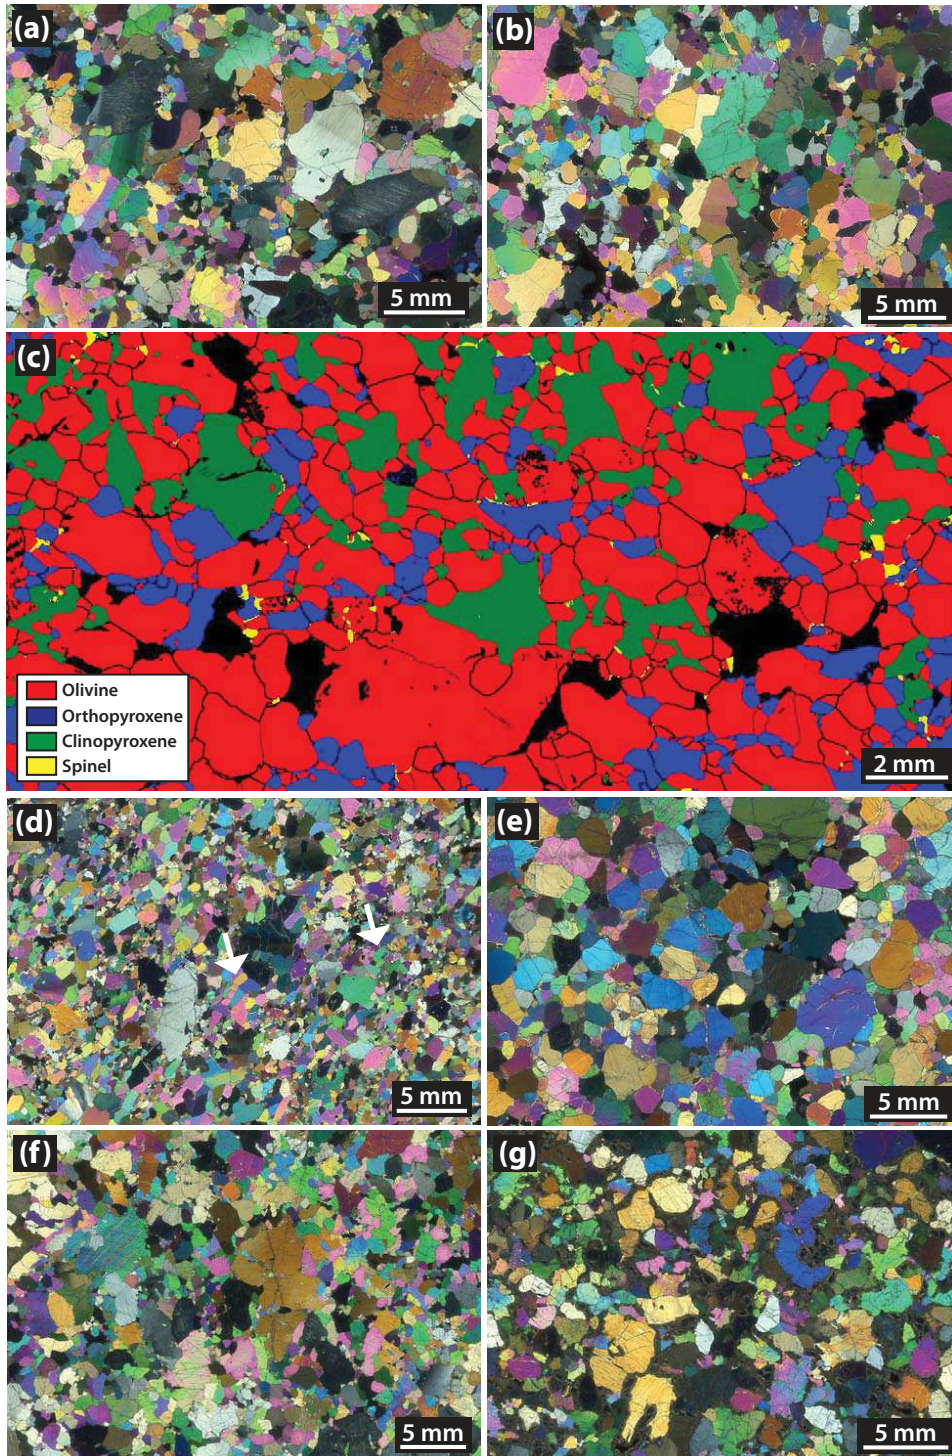 (a)
5 mm
(b)
5 mm
(c)
Olivine
Orthopyroxene
Clinopyroxene
Spinel
2 mm
(d)
5 mm
(e)
5 mm
(f)
5 mm
(g)
5 mm